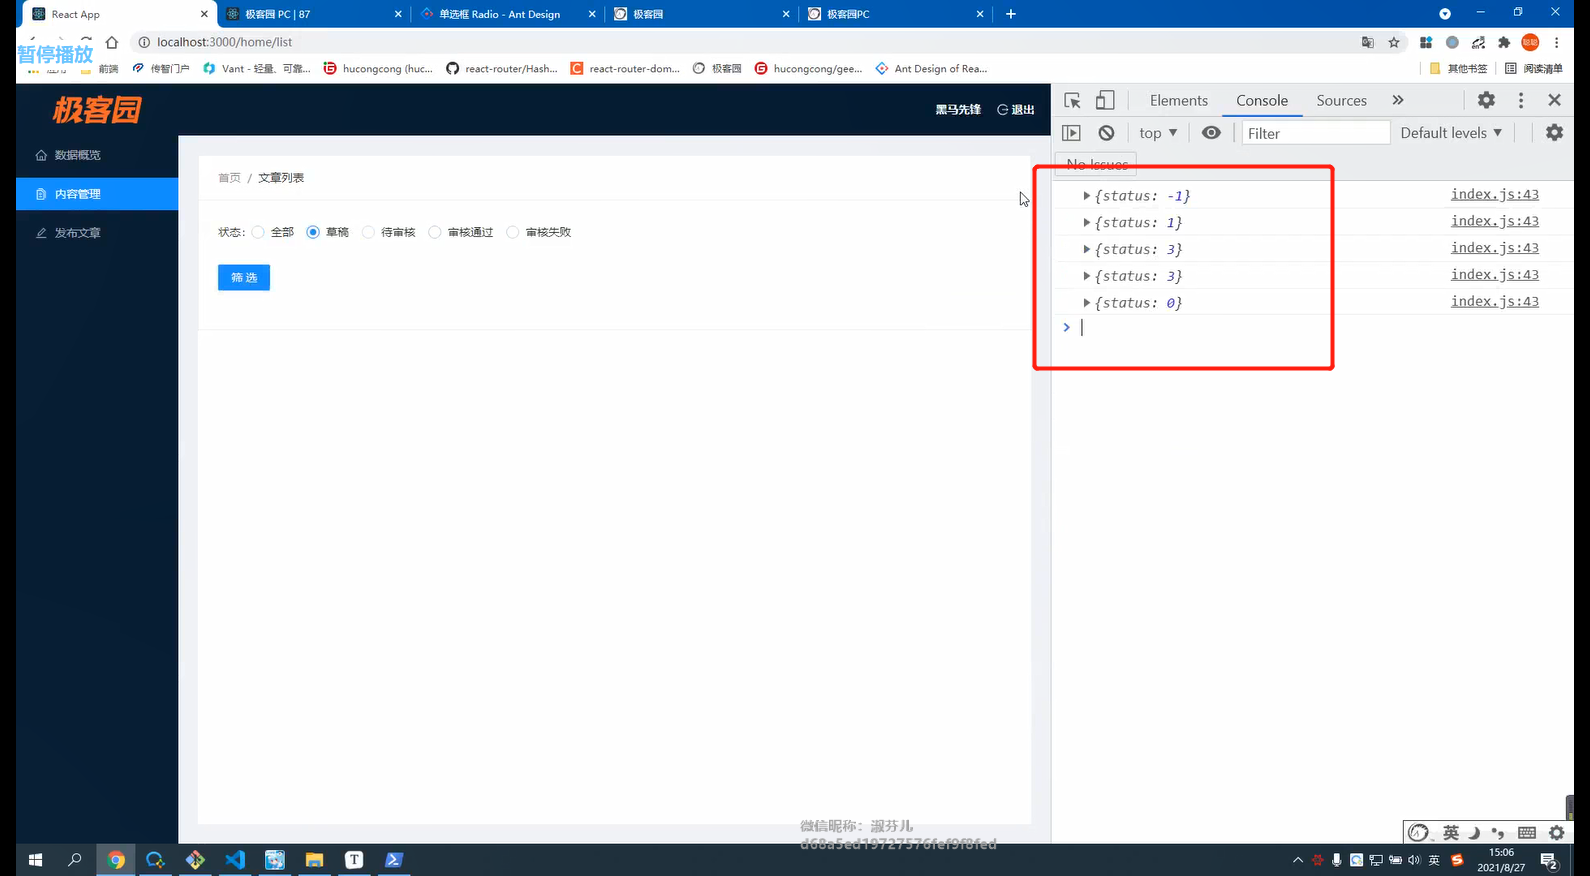 React App
极客园 PC | 87
单选框 Radio - Ant Design
极客园
极客园PC
localhost:3000/home/list
暂停播放
应用
前端
传智门户
Vant - 轻量、可靠...
hucongcong (huc...
react-router/Hash...
react-router-dom...
极客园
hucongcong/gee...
Ant Design of Rea...
其他书签
阅读清单
极客园
黑马先锋
退出
数据概览
内容管理
发布文章
首页 / 文章列表
状态: 全部 草稿 待审核 审核通过 审核失败
筛 选
Elements
Console
Sources
top
Filter
Default levels
No Issues
{status: -1} index.js:43
{status: 1} index.js:43
{status: 3} index.js:43
{status: 3} index.js:43
{status: 0} index.js:43
微信昵称: 淑芬儿
d68a5ed19727576fef9f8fed
英
英
15:06
2021/8/27
2